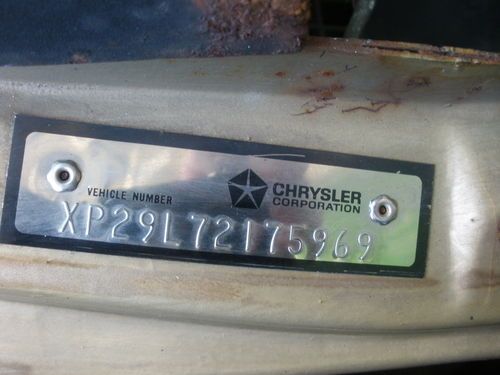 VEHICLE NUMBER
CHRYSLER
CORPORATION
XP29L72175969